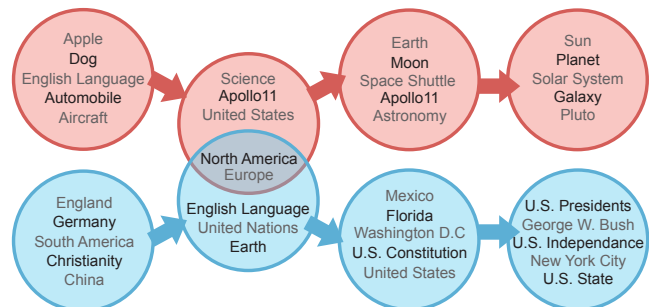 Apple
Dog
English Language
Automobile
Aircraft
Science
Apollo11
United States
North America
Europe
English Language
United Nations
Earth
Earth
Moon
Space Shuttle
Apollo11
Astronomy
Sun
Planet
Solar System
Galaxy
Pluto
England
Germany
South America
Christianity
China
Mexico
Florida
Washington D.C
U.S. Constitution
United States
U.S. Presidents
George W. Bush
U.S. Independance
New York City
U.S. State